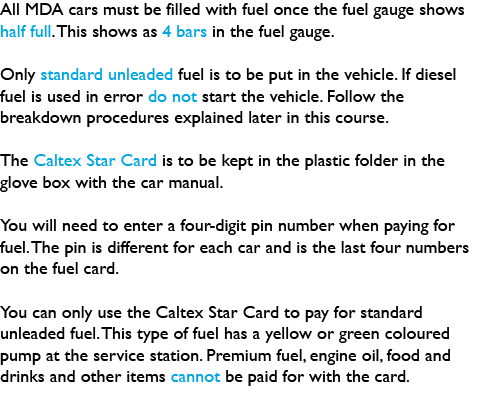 All MDA cars must be filled with fuel once the fuel gauge shows
half full. This shows as 4 bars in the fuel gauge.
Only standard unleaded fuel is to be put in the vehicle. If diesel
fuel is used in error do not start the vehicle. Follow the
breakdown procedures explained later in this course.
The Caltex Star Card is to be kept in the plastic folder in the
glove box with the car manual.
You will need to enter a four-digit pin number when paying for
fuel. The pin is different for each car and is the last four numbers
on the fuel card.
You can only use the Caltex Star Card to pay for standard
unleaded fuel. This type of fuel has a yellow or green coloured
pump at the service station. Premium fuel, engine oil, food and
drinks and other items cannot be paid for with the card.